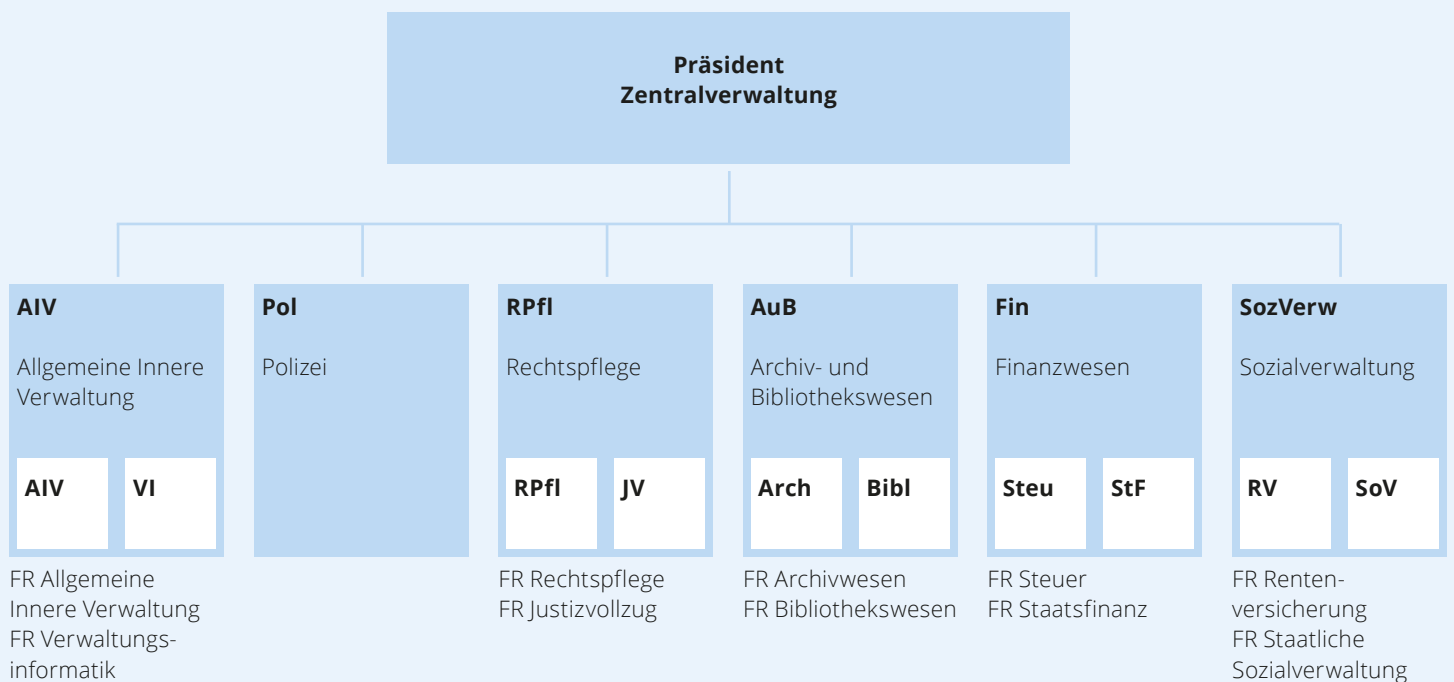 Präsident
Zentralverwaltung
AIV
Allgemeine Innere
Verwaltung
AIV
VI
FR Allgemeine
Innere Verwaltung
FR Verwaltungs-
informatik
Pol
Polizei
RPfl
Rechtspflege
RPfl
JV
FR Rechtspflege
FR Justizvollzug
AuB
Archiv- und
Bibliothekswesen
Arch
Bibl
FR Archivwesen
FR Bibliothekswesen
Fin
Finanzwesen
Steu
StF
FR Steuer
FR Staatsfinanz
SozVerw
Sozialverwaltung
RV
SoV
FR Renten-
versicherung
FR Staatliche
Sozialverwaltung